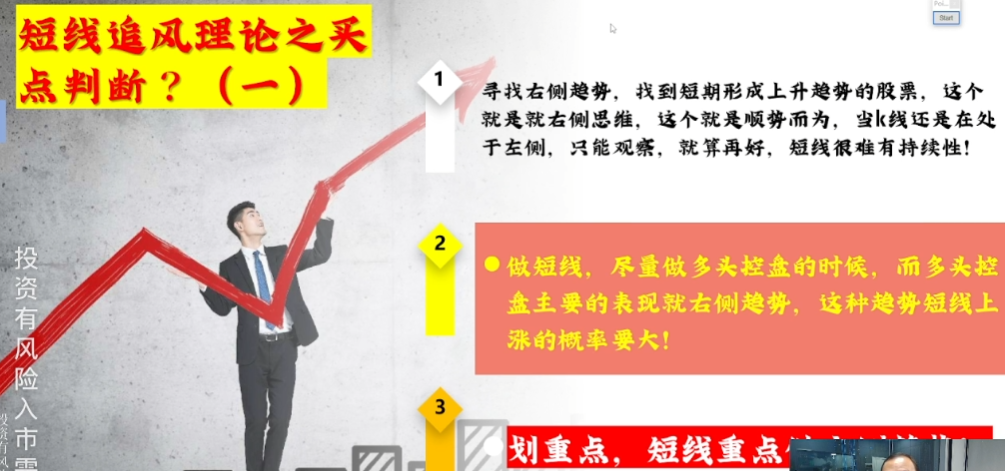 短线追风理论之买
点判断？（一）
1
寻找右侧趋势，找到短期形成上升趋势的股票，这个
就是就右侧思维，这个就是顺势而为，当k线还是在处
于左侧，只能观察，就算再好，短线很难有持续性！
2
做短线，尽量做多头控盘的时候，而多头控
盘主要的表现就右侧趋势，这种趋势短线上
涨的概率要大！
3
划重点，短线重点
投资有风险入市需
投资有风
Start